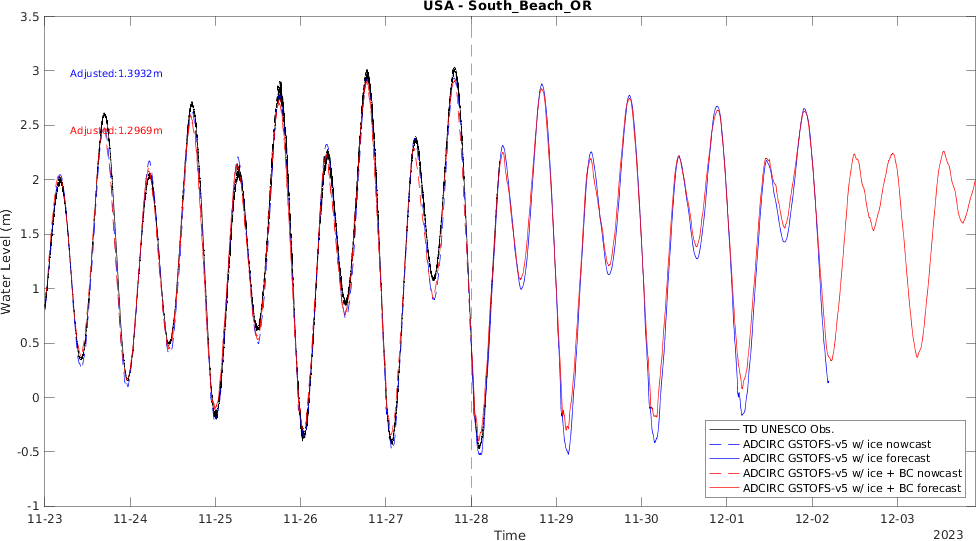 USA - South_Beach_OR
3.5
3
2.5
2
1.5
1
0.5
0
-0.5
-1
Water Level (m)
Adjusted:1.3932m
Adjusted:1.2969m
TD UNESCO Obs.
ADCIRC GSTOFS-v5 w/ ice nowcast
ADCIRC GSTOFS-v5 w/ ice forecast
ADCIRC GSTOFS-v5 w/ ice + BC nowcast
ADCIRC GSTOFS-v5 w/ ice + BC forecast
11-23 11-24 11-25 11-26 11-27 11-28 11-29 11-30 12-01 12-02 12-03
Time
2023